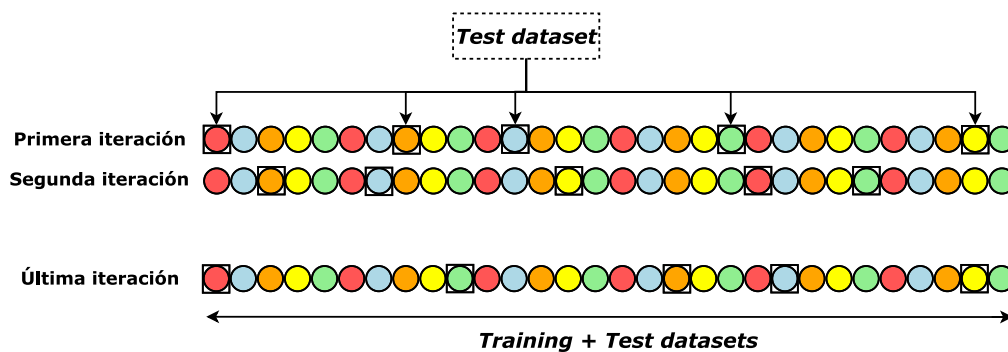 Test dataset
Primera iteración
Segunda iteración
Última iteración
Training + Test datasets